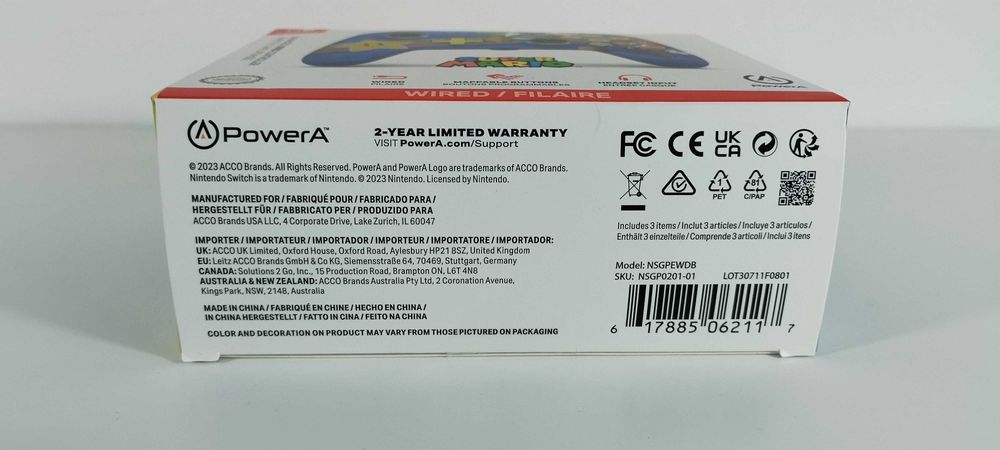 SUPER
MARIO
WIRED
FILAIRE
MAPPABLE BUTTONS
HEADSET INPUT
PowerA
WIRED / FILAIRE
PowerA™
2-YEAR LIMITED WARRANTY
VISIT PowerA.com/Support
© 2023 ACCO Brands. All Rights Reserved. PowerA and PowerA Logo are trademarks of ACCO Brands.
Nintendo Switch is a trademark of Nintendo. © 2023 Nintendo. Licensed by Nintendo.
MANUFACTURED FOR / FABRIQUÉ POUR / FABRICADO PARA /
HERGESTELLT FÜR / FABBRICATO PER / PRODUZIDO PARA
ACCO Brands USA LLC, 4 Corporate Drive, Lake Zurich, IL 60047
IMPORTER / IMPORTATEUR / IMPORTADOR / IMPORTEUR / IMPORTATORE / IMPORTADOR:
UK: ACCO UK Limited, Oxford House, Oxford Road, Aylesbury HP21 8SZ, United Kingdom
EU: Leitz ACCO Brands GmbH & Co KG, Siemensstraße 64, 70469, Stuttgart, Germany
CANADA: Solutions 2 Go, Inc., 15 Production Road, Brampton ON, L6T 4N8
AUSTRALIA & NEW ZEALAND: ACCO Brands Australia Pty Ltd, 2 Coronation Avenue,
Kings Park, NSW, 2148, Australia
MADE IN CHINA / FABRIQUÉ EN CHINE / HECHO EN CHINA /
IN CHINA HERGESTELLT / FATTO IN CINA / FEITO NA CHINA
COLOR AND DECORATION ON PRODUCT MAY VARY FROM THOSE PICTURED ON PACKAGING
FC CE UK
CA
1 81
PET C/PAP
Includes 3 items / Inclut 3 articles / Incluye 3 artículos /
Enthält 3 einzelteile / Comprende 3 articoli / Inclui 3 itens
Model: NSGPEWDB
SKU: NSGP0201-01 LOT30711F0801
6 17885 06211 7